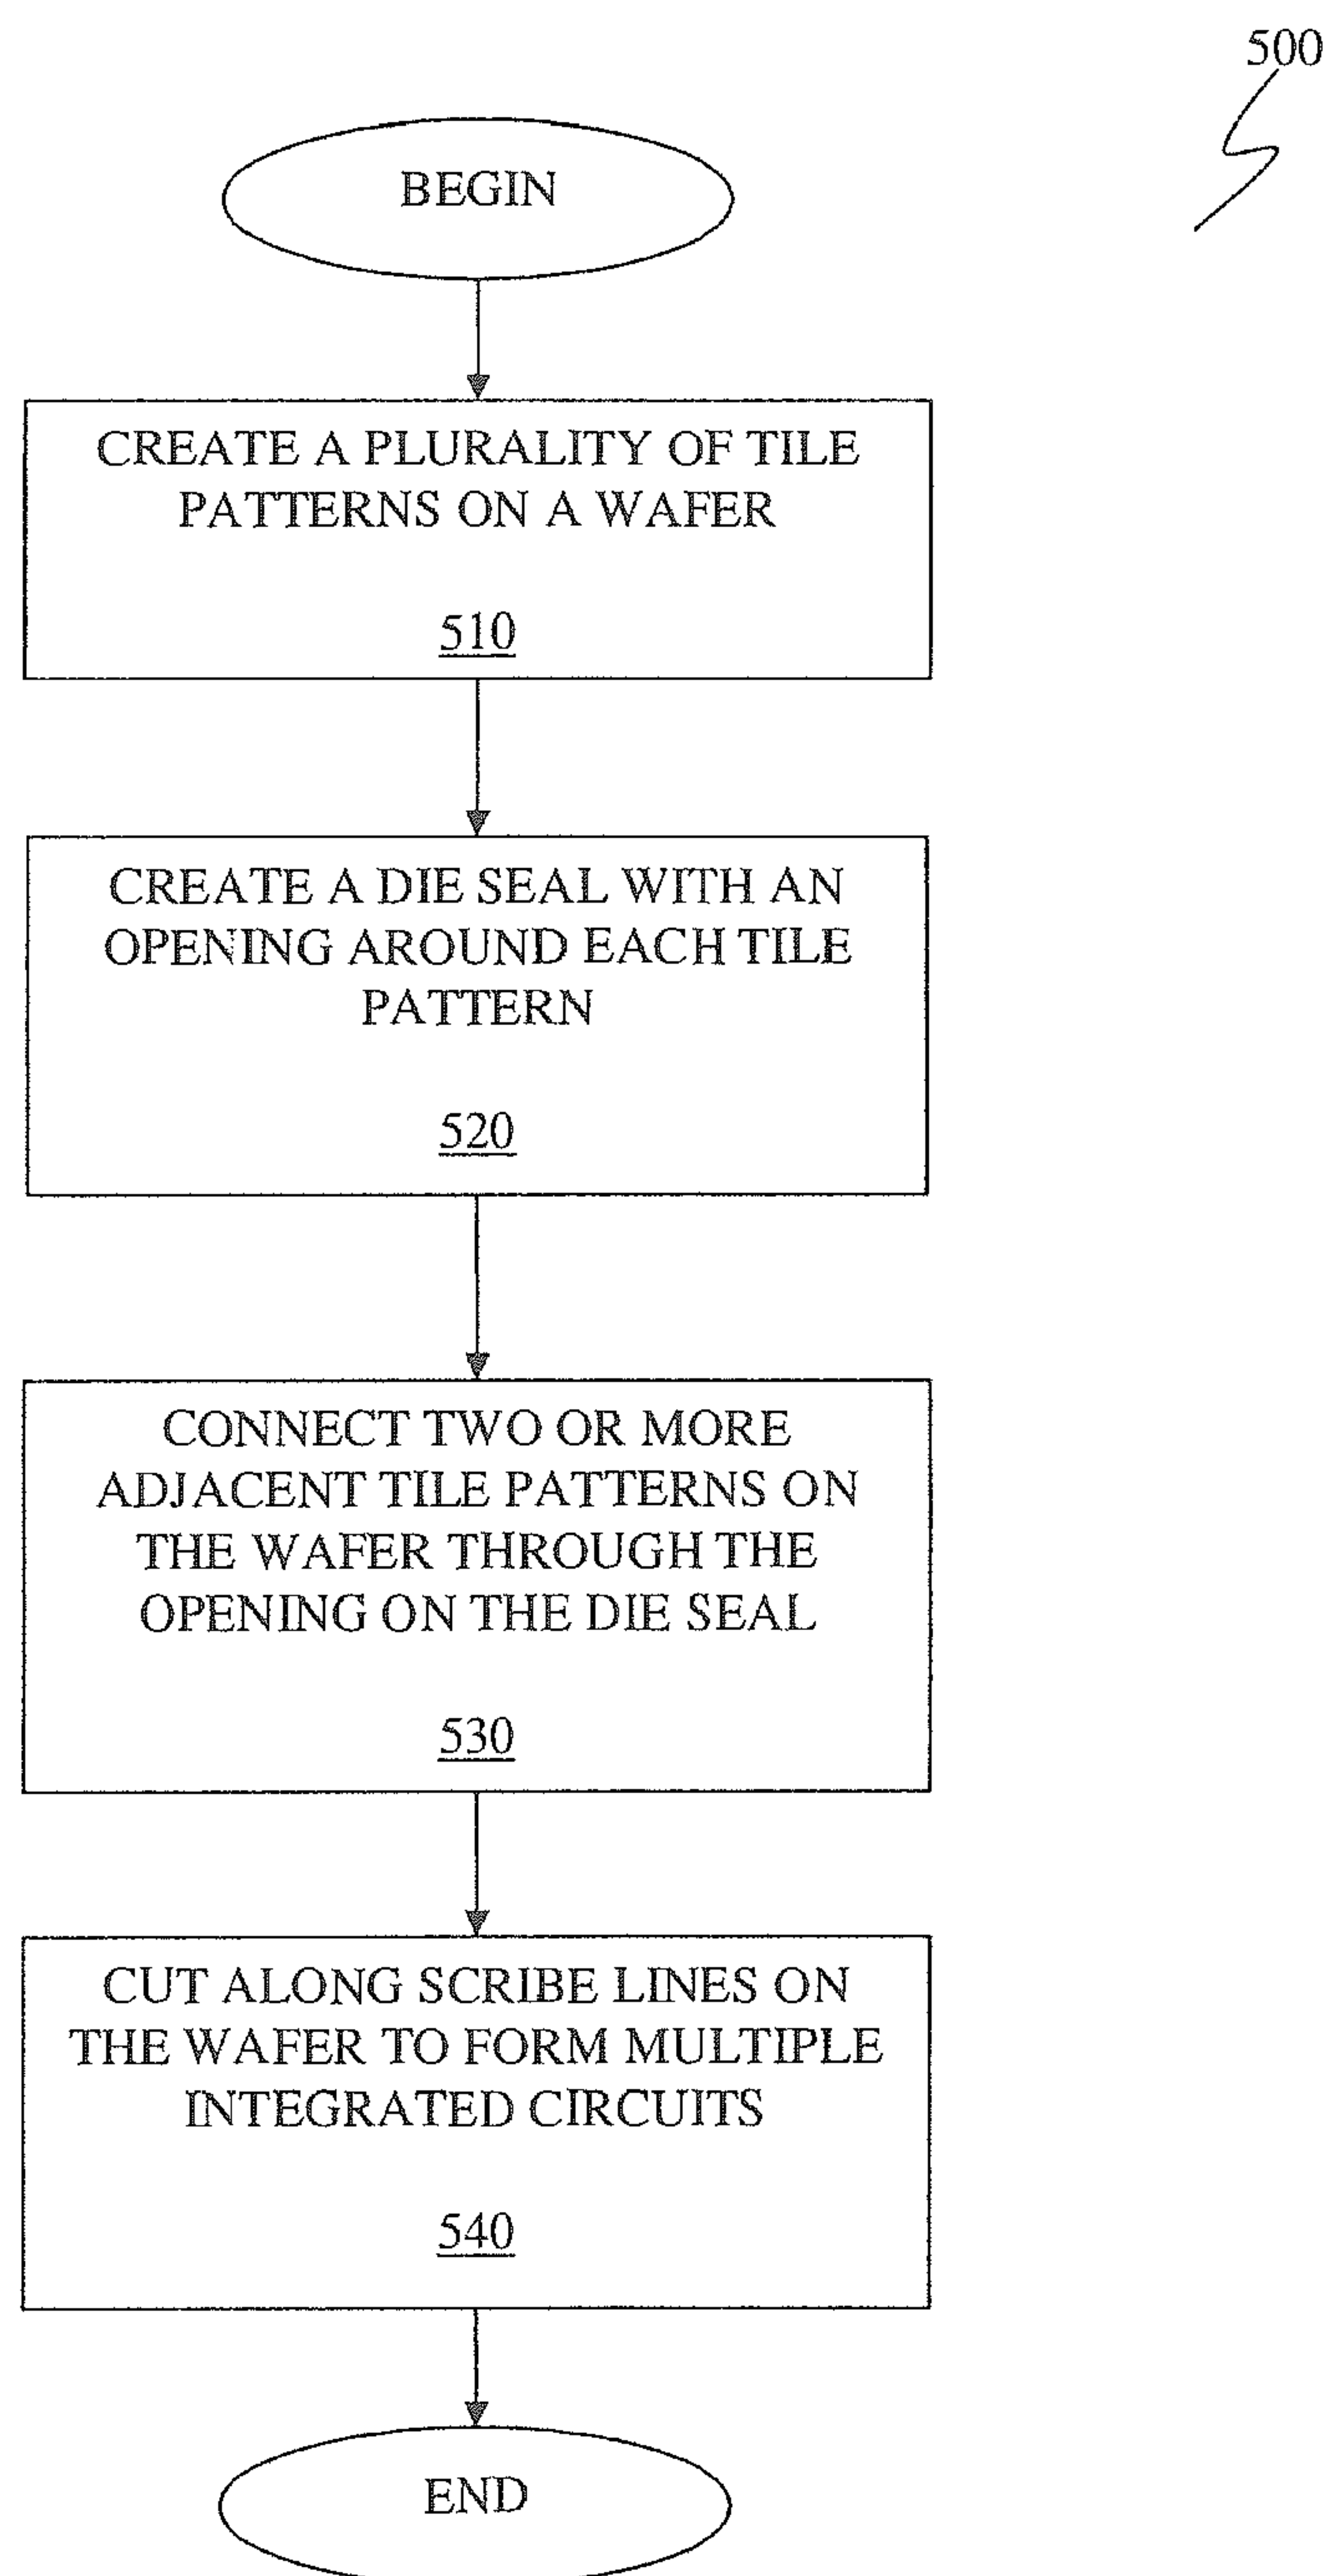 500
BEGIN
CREATE A PLURALITY OF TILE
PATTERNS ON A WAFER
510
CREATE A DIE SEAL WITH AN
OPENING AROUND EACH TILE
PATTERN
520
CONNECT TWO OR MORE
ADJACENT TILE PATTERNS ON
THE WAFER THROUGH THE
OPENING ON THE DIE SEAL
530
CUT ALONG SCRIBE LINES ON
THE WAFER TO FORM MULTIPLE
INTEGRATED CIRCUITS
540
END